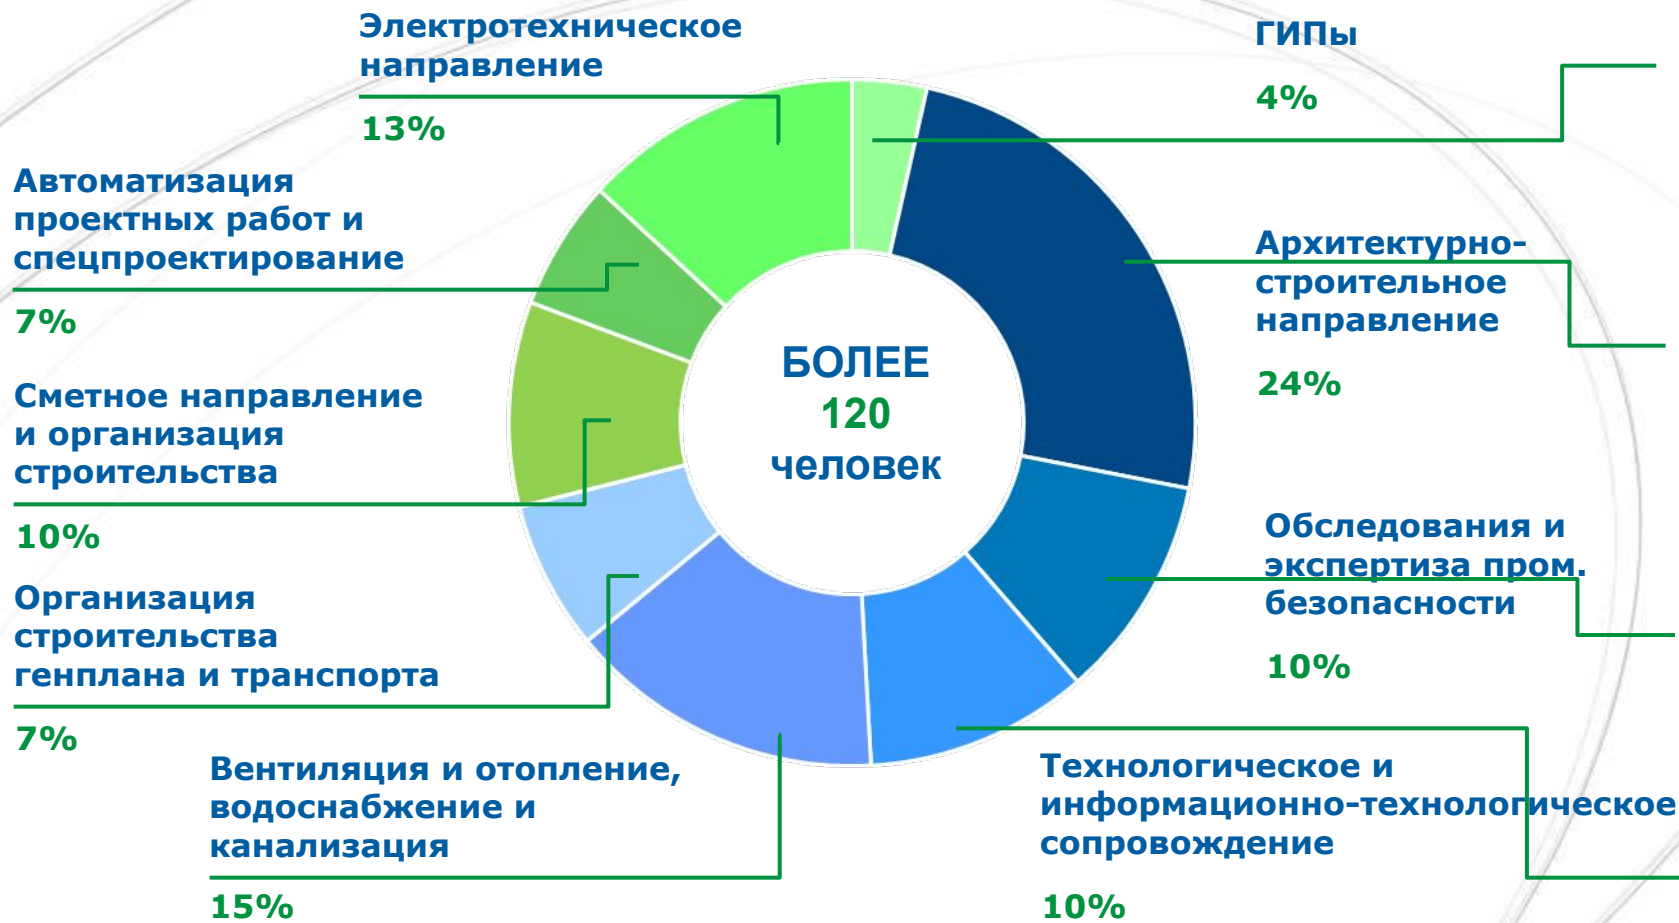 Электротехническое
направление
13%
ГИПы
4%
Автоматизация
проектных работ и
спецпроектирование
7%
Архитектурно-
строительное
направление
24%
БОЛЕЕ
120
человек
Сметное направление
и организация
строительства
10%
Обследования и
экспертиза пром.
безопасности
10%
Организация
строительства
генплана и транспорта
7%
Вентиляция и отопление,
водоснабжение и
канализация
15%
Технологическое и
информационно-технологическое
сопровождение
10%